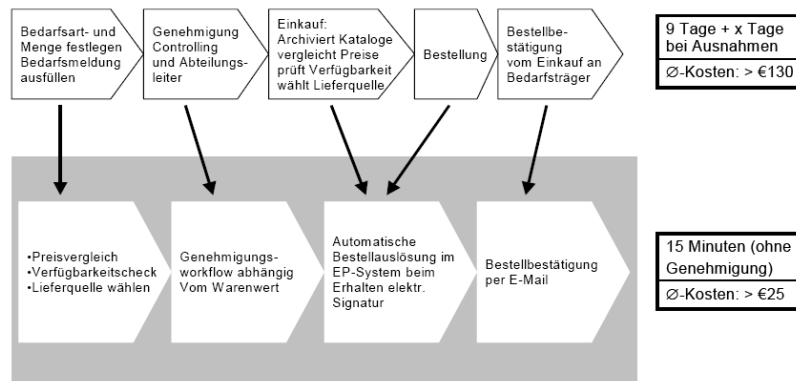 Bedarfsart- und
Menge festlegen
Bedarfsmeldung
ausfüllen
Genehmigung
Controlling
und Abteilungs-
leiter
Einkauf:
Archiviert Kataloge
vergleicht Preise
prüft Verfügbarkeit
wählt Lieferquelle
Bestellung
Bestellbe-
stätigung
vom Einkauf an
Bedarfsträger
9 Tage + x Tage
bei Ausnahmen
∅-Kosten: > €130
•Preisvergleich
•Verfügbarkeitscheck
•Lieferquelle wählen
Genehmigungs-
workflow abhängig
Vom Warenwert
Automatische
Bestellauslösung im
EP-System beim
Erhalten elektr.
Signatur
Bestellbestätigung
per E-Mail
15 Minuten (ohne
Genehmigung)
∅-Kosten: > €25